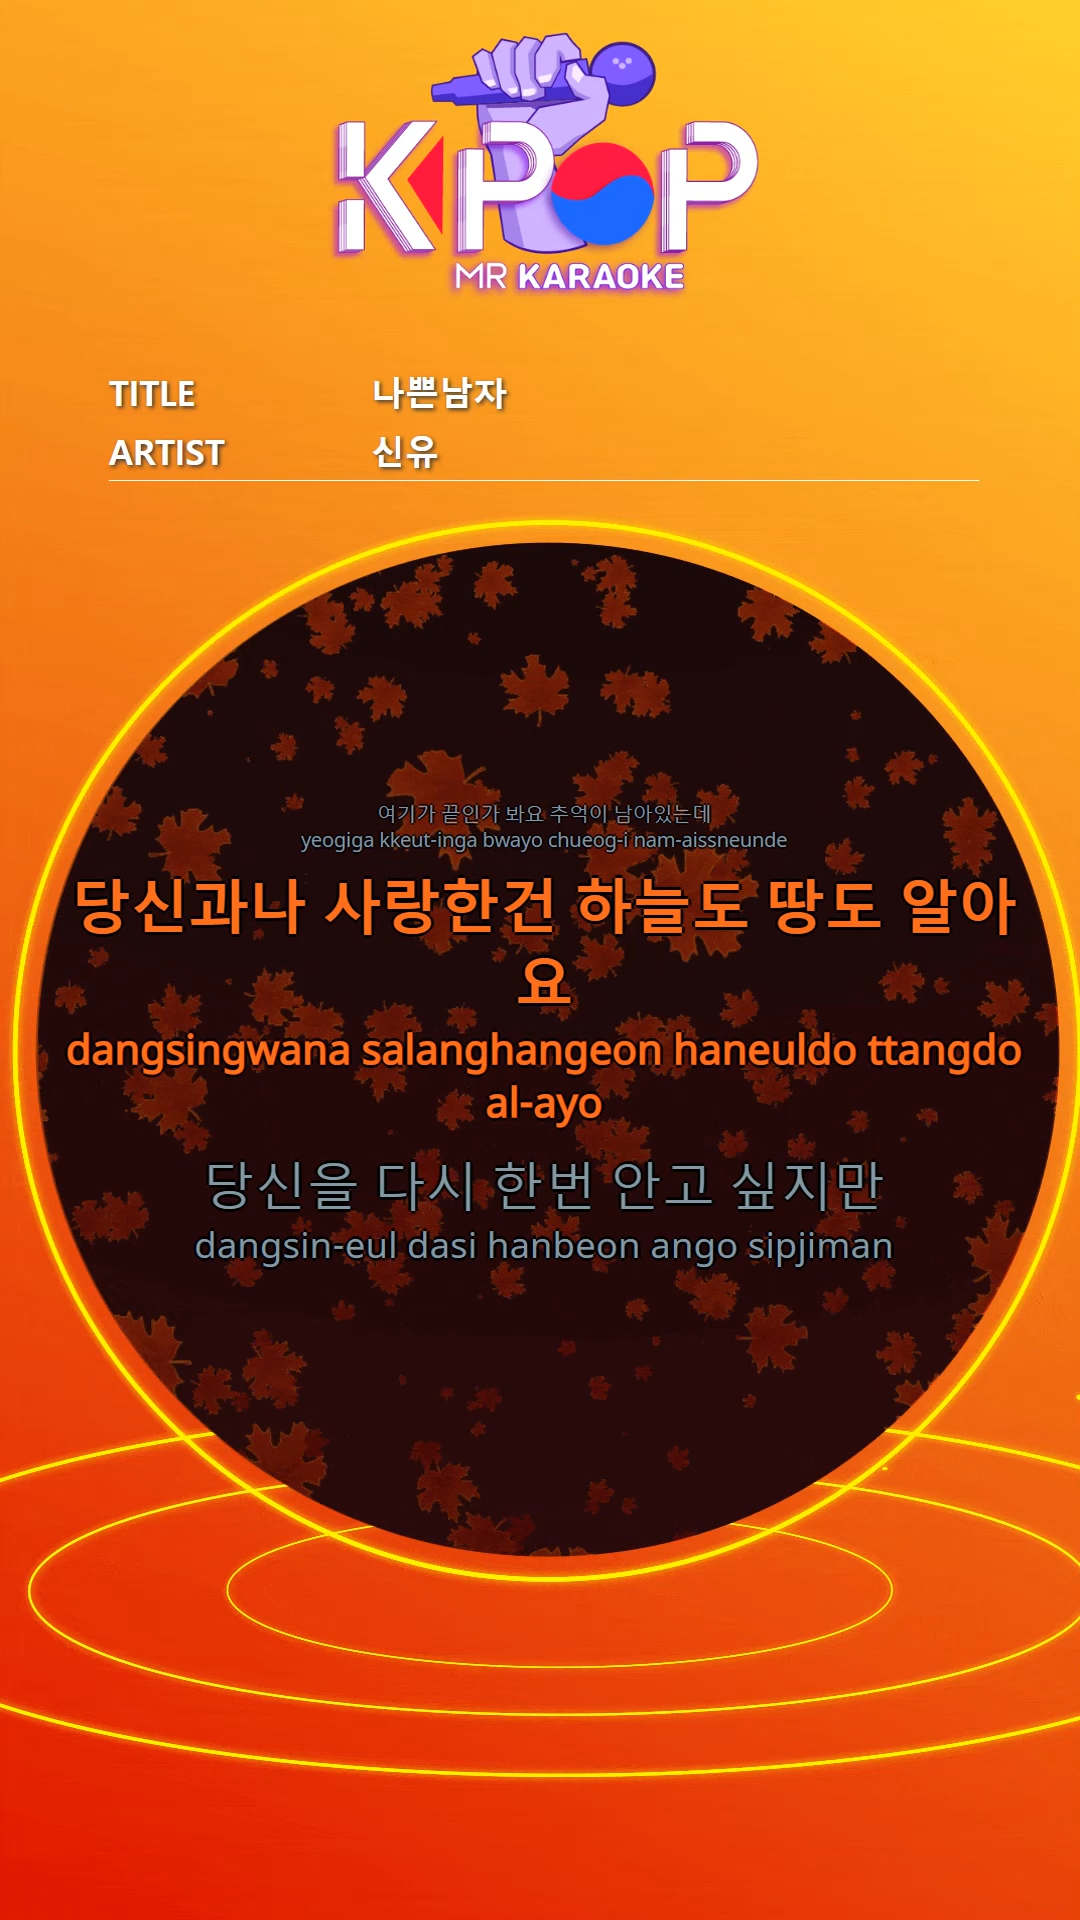 KPOP
MR KARAOKE
TITLE 나쁜남자
ARTIST 신유
여기가 끝인가 봐요 추억이 남아있는데
yeogiga kkeut-inga bwayo chueog-i nam-aissneunde
당신과나 사랑한건 하늘도 땅도 알아
요
dangsingwana salanghangeon haneuldo ttangdo
al-ayo
당신을 다시 한번 안고 싶지만
dangsin-eul dasi hanbeon ango sipjiman